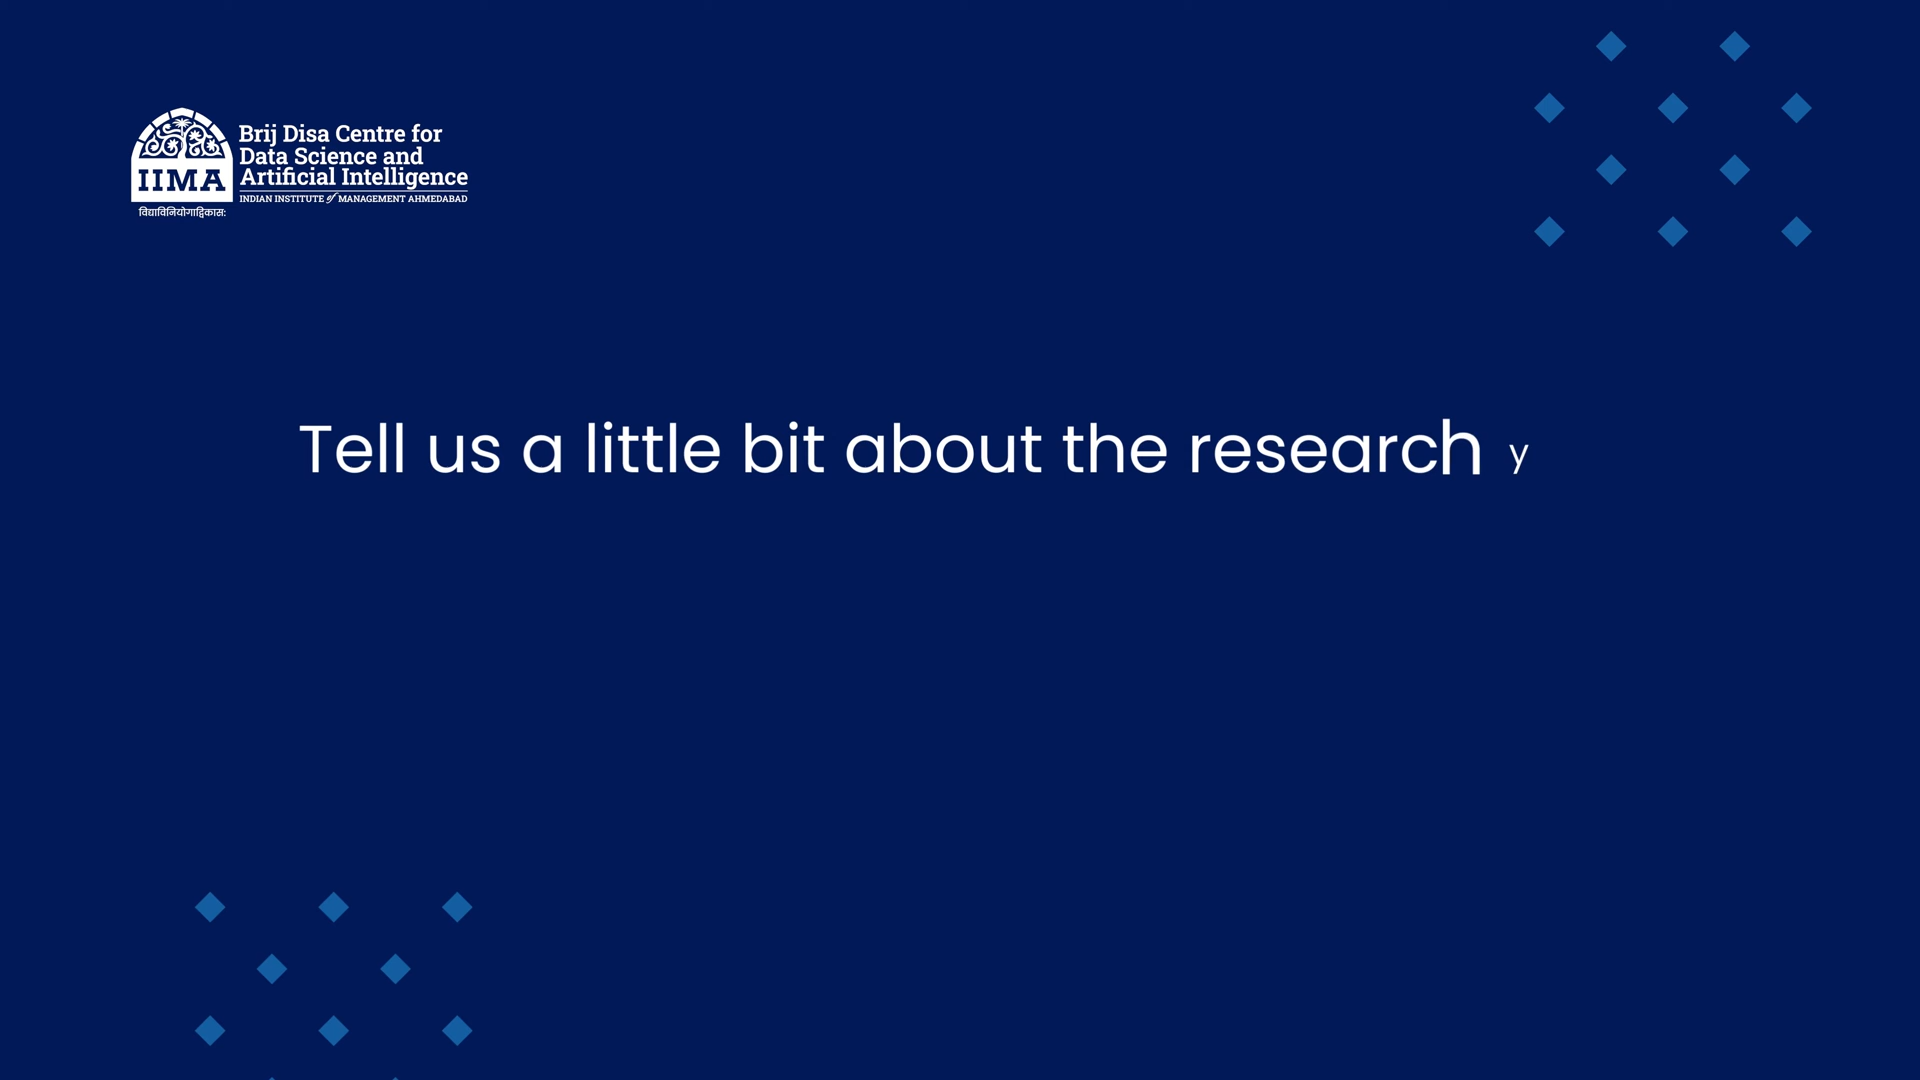 Brij Disa Centre for
Data Science and
Artificial Intelligence
IIMA
INDIAN INSTITUTE of MANAGEMENT AHMEDABAD
विद्याविनियोगाद्विकास:
Tell us a little bit about the research y